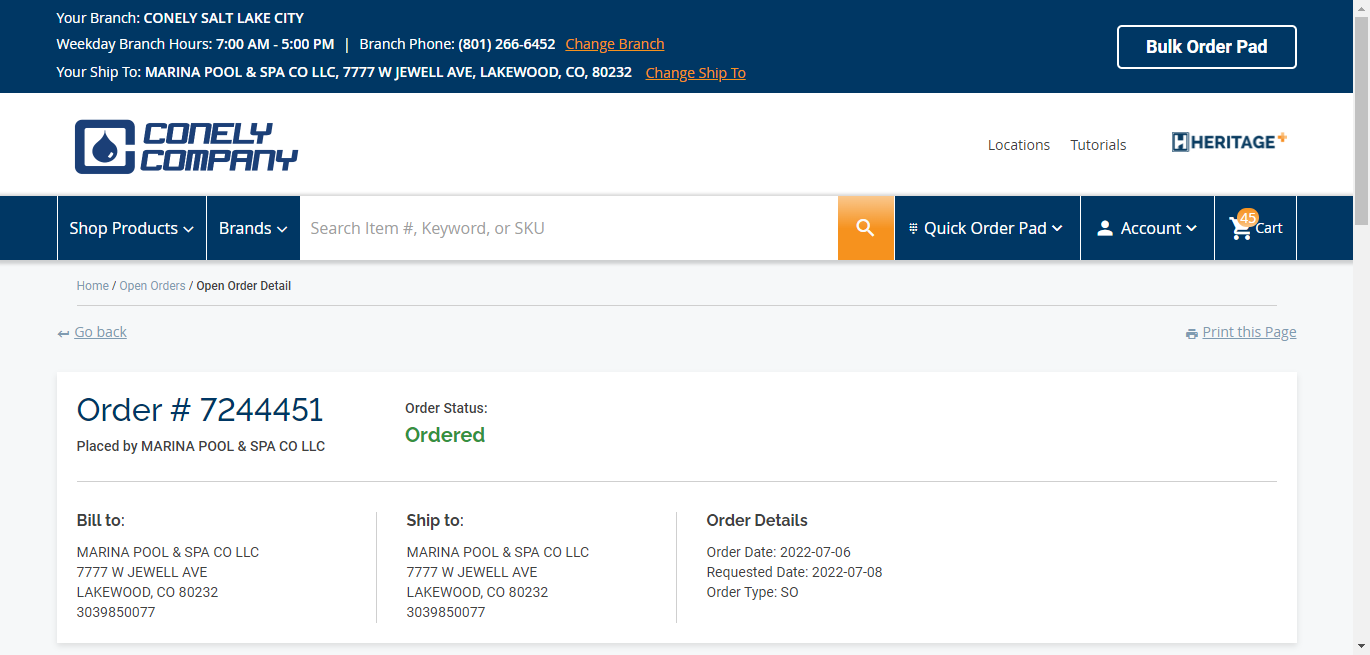 Your Branch: CONELY SALT LAKE CITY
Weekday Branch Hours: 7:00 AM - 5:00 PM | Branch Phone: (801) 266-6452 Change Branch
Your Ship To: MARINA POOL & SPA CO LLC, 7777 W JEWELL AVE, LAKEWOOD, CO, 80232 Change Ship To
Bulk Order Pad
CONELY
COMPANY
Locations Tutorials HERITAGE+
Shop Products Brands Search Item #, Keyword, or SKU Quick Order Pad Account 45 Cart
Home / Open Orders / Open Order Detail
Go back Print this Page
Order # 7244451
Placed by MARINA POOL & SPA CO LLC
Order Status:
Ordered
Bill to:
MARINA POOL & SPA CO LLC
7777 W JEWELL AVE
LAKEWOOD, CO 80232
3039850077
Ship to:
MARINA POOL & SPA CO LLC
7777 W JEWELL AVE
LAKEWOOD, CO 80232
3039850077
Order Details
Order Date: 2022-07-06
Requested Date: 2022-07-08
Order Type: SO